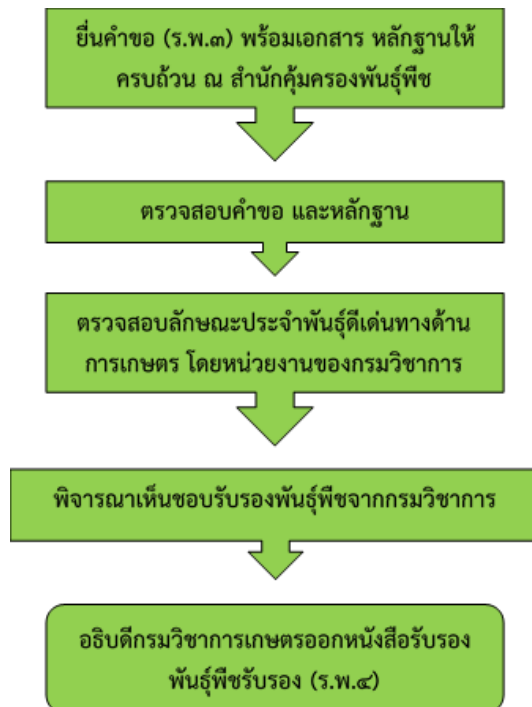 ยื่นคำขอ (ร.พ.๓) พร้อมเอกสาร หลักฐานให้
ครบถ้วน ณ สำนักคุ้มครองพันธุ์พืช
ตรวจสอบคำขอ และหลักฐาน
ตรวจสอบลักษณะประจำพันธุ์ดีเด่นทางด้าน
การเกษตร โดยหน่วยงานของกรมวิชาการ
พิจารณาเห็นชอบรับรองพันธุ์พืชจากกรมวิชาการ
อธิบดีกรมวิชาการเกษตรออกหนังสือรับรอง
พันธุ์พืชรับรอง (ร.พ.๔)